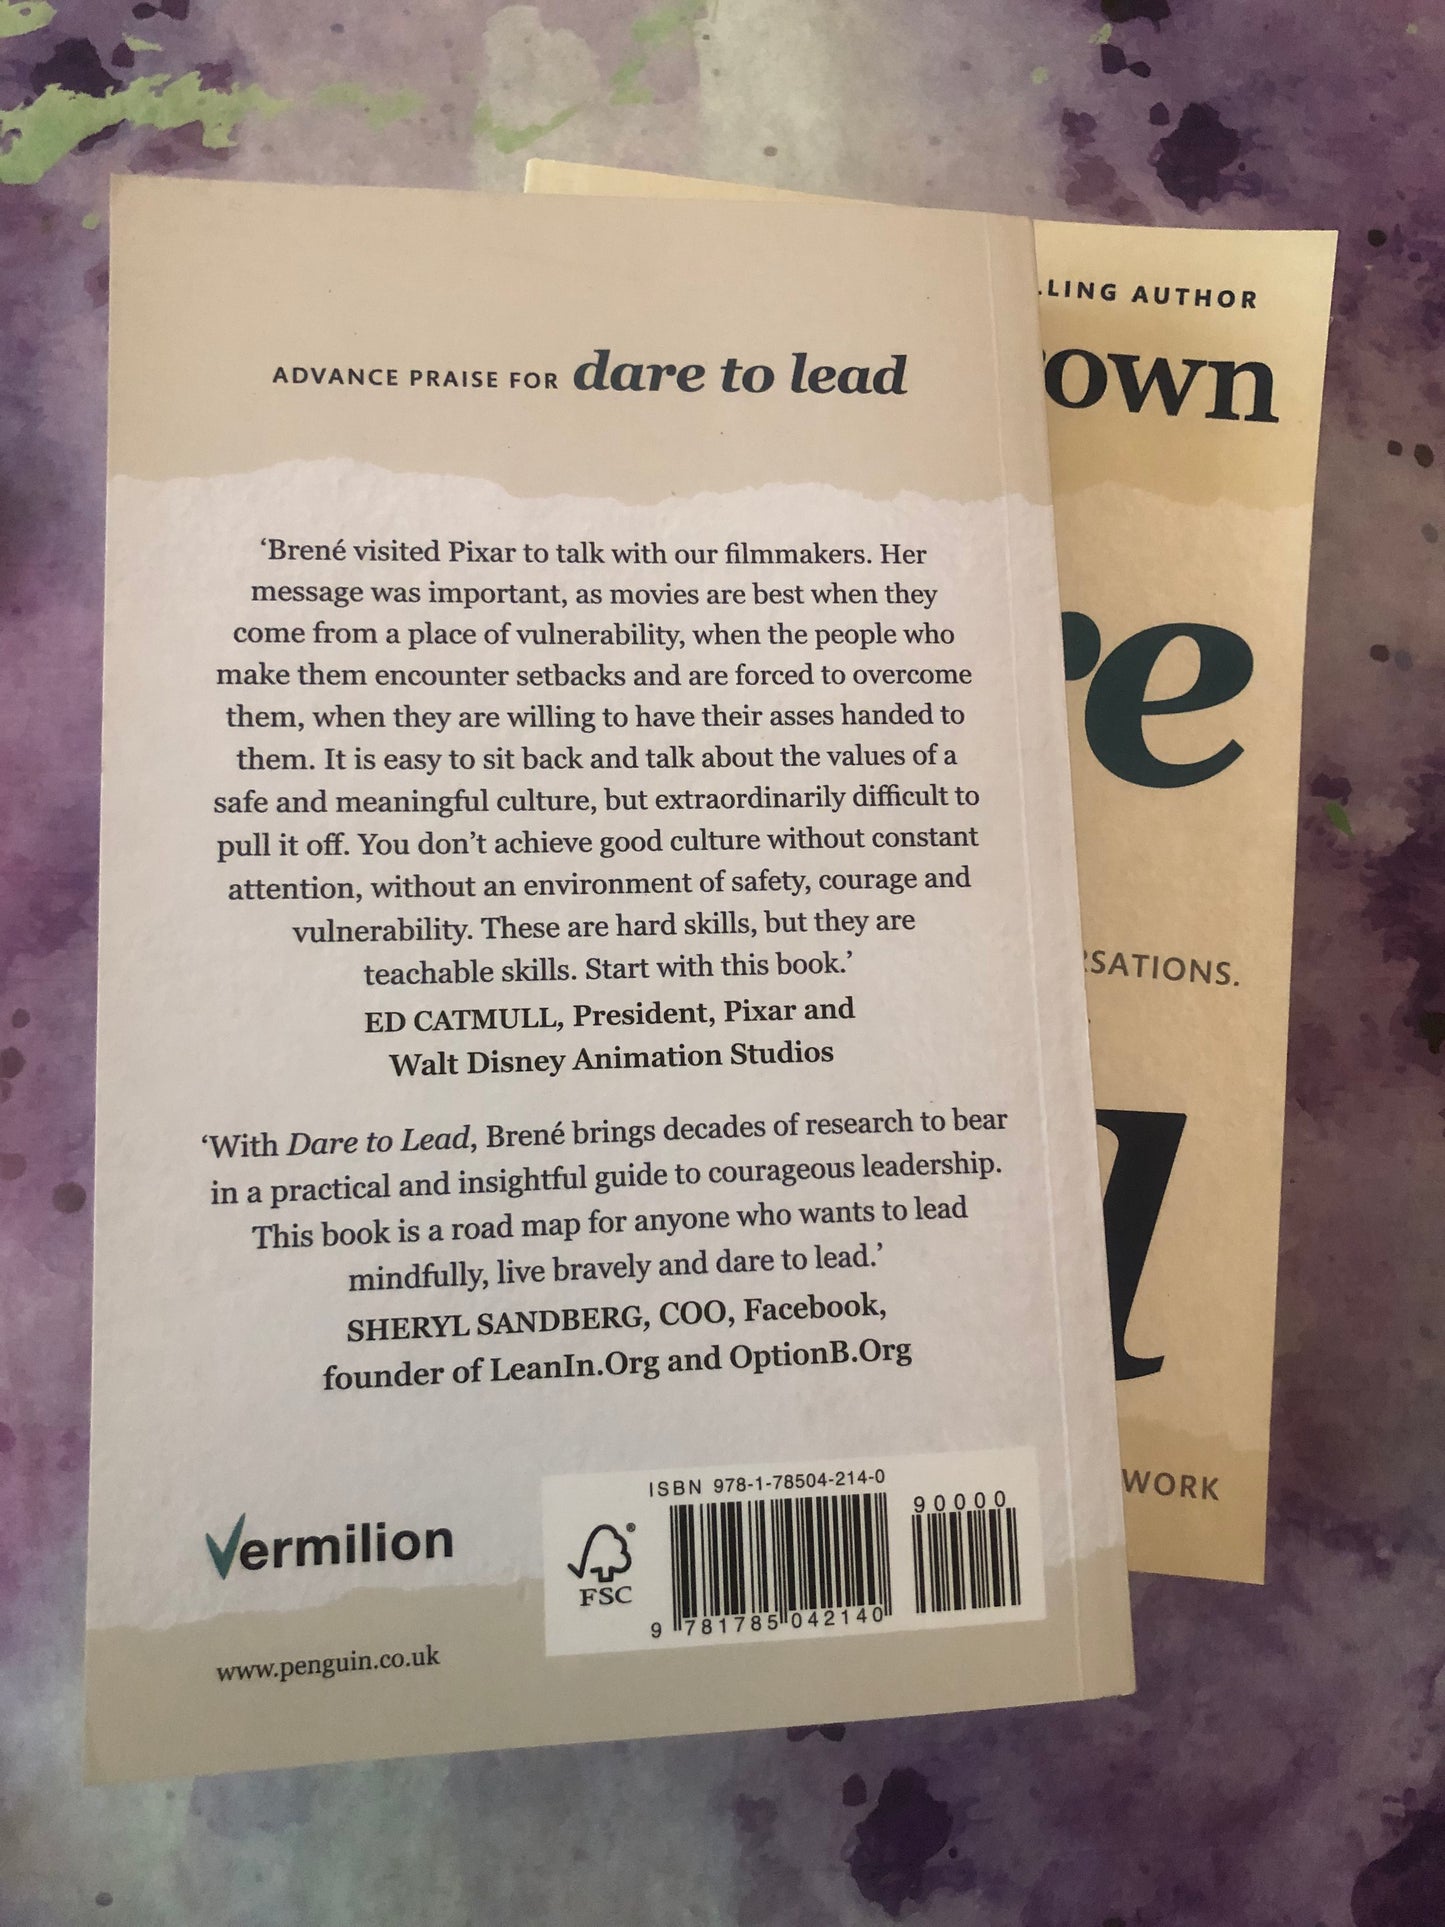 ADVANCE PRAISE FOR dare to lead
‘Brené visited Pixar to talk with our filmmakers. Her
message was important, as movies are best when they
come from a place of vulnerability, when the people who
make them encounter setbacks and are forced to overcome
them, when they are willing to have their asses handed to
them. It is easy to sit back and talk about the values of a
safe and meaningful culture, but extraordinarily difficult to
pull it off. You don’t achieve good culture without constant
attention, without an environment of safety, courage and
vulnerability. These are hard skills, but they are
teachable skills. Start with this book.’
ED CATMULL, President, Pixar and
Walt Disney Animation Studios
‘With Dare to Lead, Brené brings decades of research to bear
in a practical and insightful guide to courageous leadership.
This book is a road map for anyone who wants to lead
mindfully, live bravely and dare to lead.’
SHERYL SANDBERG, COO, Facebook,
founder of LeanIn.Org and OptionB.Org
Vermilion
www.penguin.co.uk
FSC
ISBN 978-1-78504-214-0
90000
9 781785 042140
LLING AUTHOR
own
e
SATIONS.
WORK